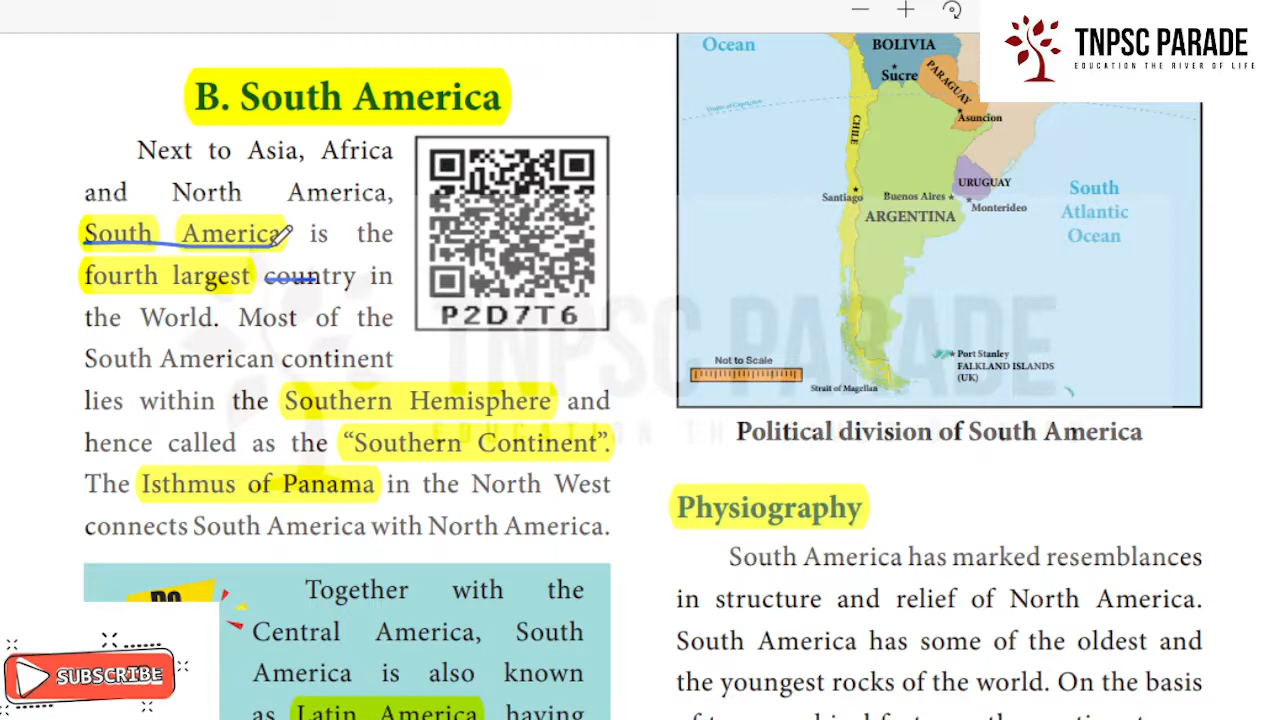 TNPSC PARADE
EDUCATION THE RIVER OF LIFE
B. South America
Next to Asia, Africa
and North America,
South America is the
fourth largest country in
the World. Most of the
South American continent
lies within the Southern Hemisphere and
hence called as the “Southern Continent”.
The Isthmus of Panama in the North West
connects South America with North America.
P2D7T6
Together with the
Central America, South
America is also known
as Latin America having
SUBSCRIBE
Ocean
BOLIVIA
Sucre
PARAGUAY
Asuncion
CHILE
Santiago
Buenos Aires
URUGUAY
Monterideo
ARGENTINA
South
Atlantic
Ocean
Not to Scale
Port Stanley
FALKLAND ISLANDS
(UK)
Strait of Magellan
Political division of South America
Physiography
South America has marked resemblances
in structure and relief of North America.
South America has some of the oldest and
the youngest rocks of the world. On the basis
TNPSC PARADE